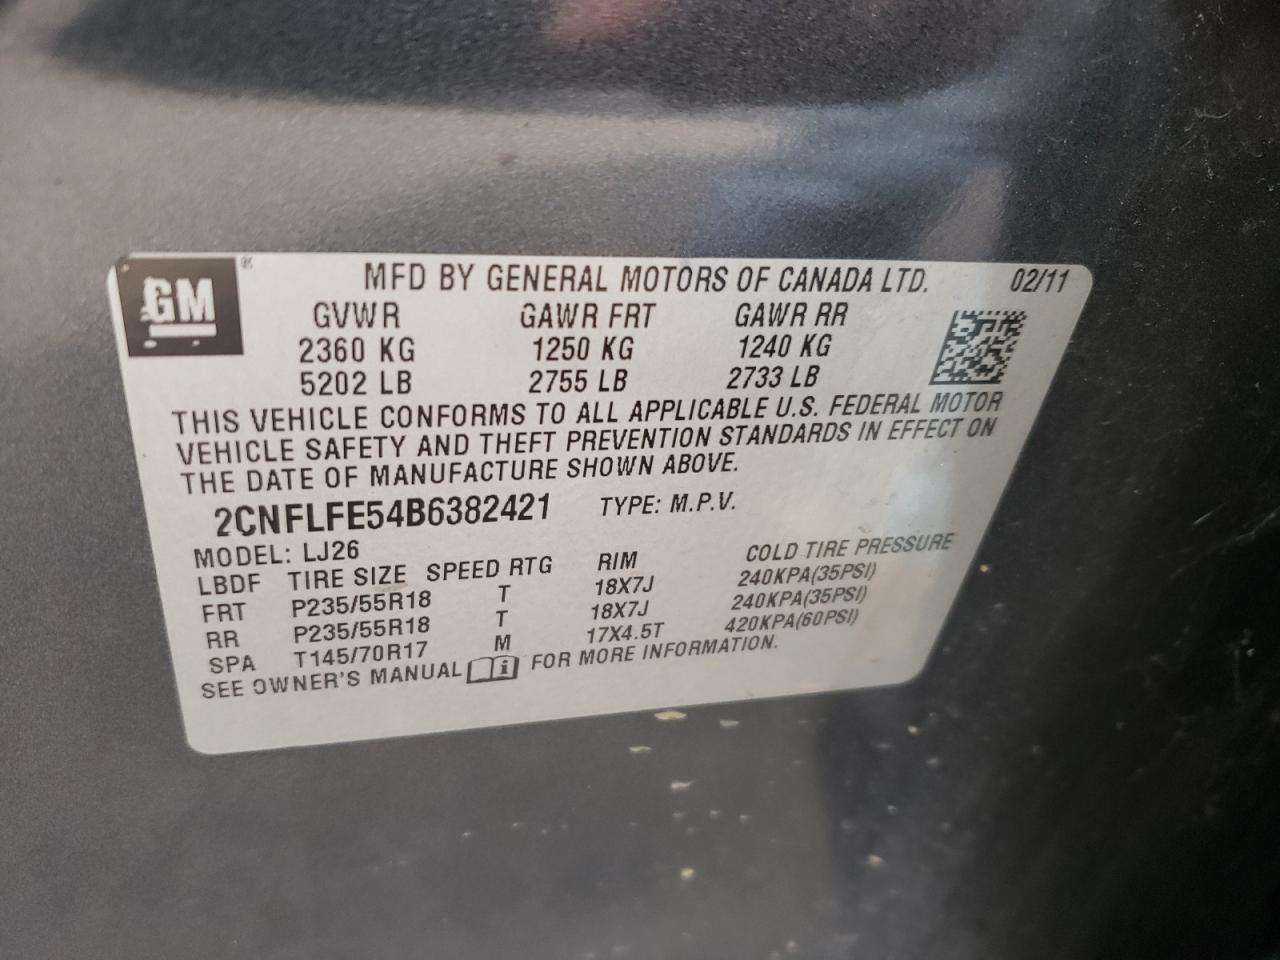 GM®
MFD BY GENERAL MOTORS OF CANADA LTD. 02/11
GVWR GAWR FRT GAWR RR
2360 KG 1250 KG 1240 KG
5202 LB 2755 LB 2733 LB
THIS VEHICLE CONFORMS TO ALL APPLICABLE U.S. FEDERAL MOTOR
VEHICLE SAFETY AND THEFT PREVENTION STANDARDS IN EFFECT ON
THE DATE OF MANUFACTURE SHOWN ABOVE.
2CNFLFE54B6382421 TYPE: M.P.V.
MODEL: LJ26
LBDF TIRE SIZE SPEED RTG RIM COLD TIRE PRESSURE
FRT P235/55R18 T 18X7J 240KPA(35PSI)
RR P235/55R18 T 18X7J 240KPA(35PSI)
SPA T145/70R17 M 17X4.5T 420KPA(60PSI)
SEE OWNER'S MANUAL i FOR MORE INFORMATION.